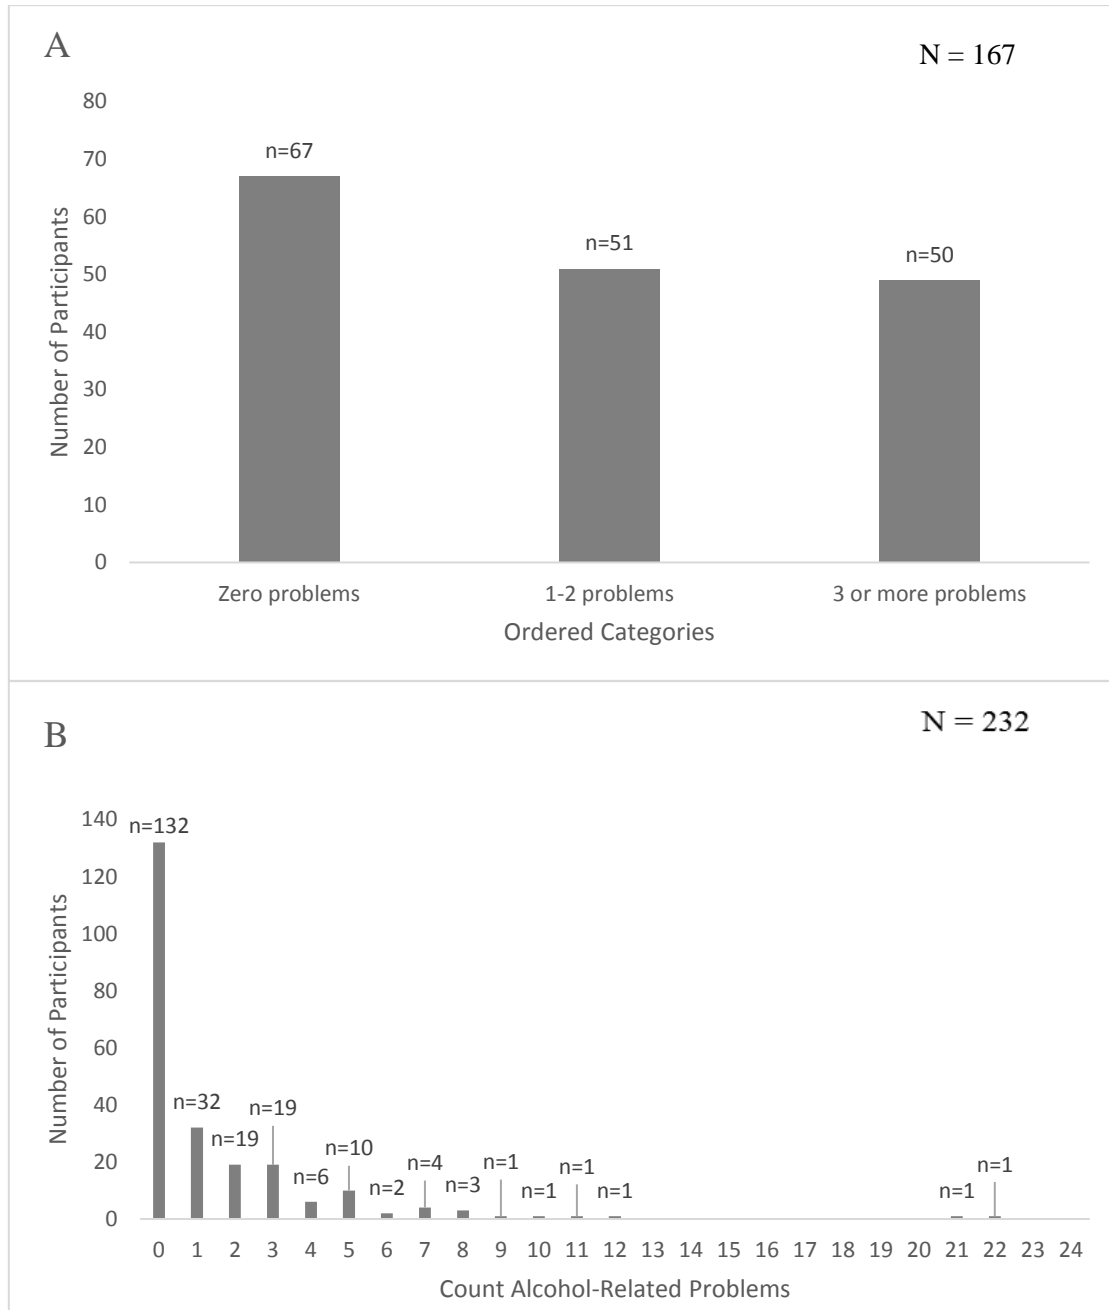 A
N = 167
80
70
60
50
40
30
20
10
0
Number of Participants
n=67
n=51
n=50
Zero problems 1-2 problems 3 or more problems
Ordered Categories
B
N = 232
140
120
100
80
60
40
20
0
Number of Participants
n=132
n=32
n=19
n=19
n=6
n=10
n=2
n=4
n=3
n=1
n=1
n=1
n=1
n=1
n=1
0 1 2 3 4 5 6 7 8 9 10 11 12 13 14 15 16 17 18 19 20 21 22 23 24
Count Alcohol-Related Problems